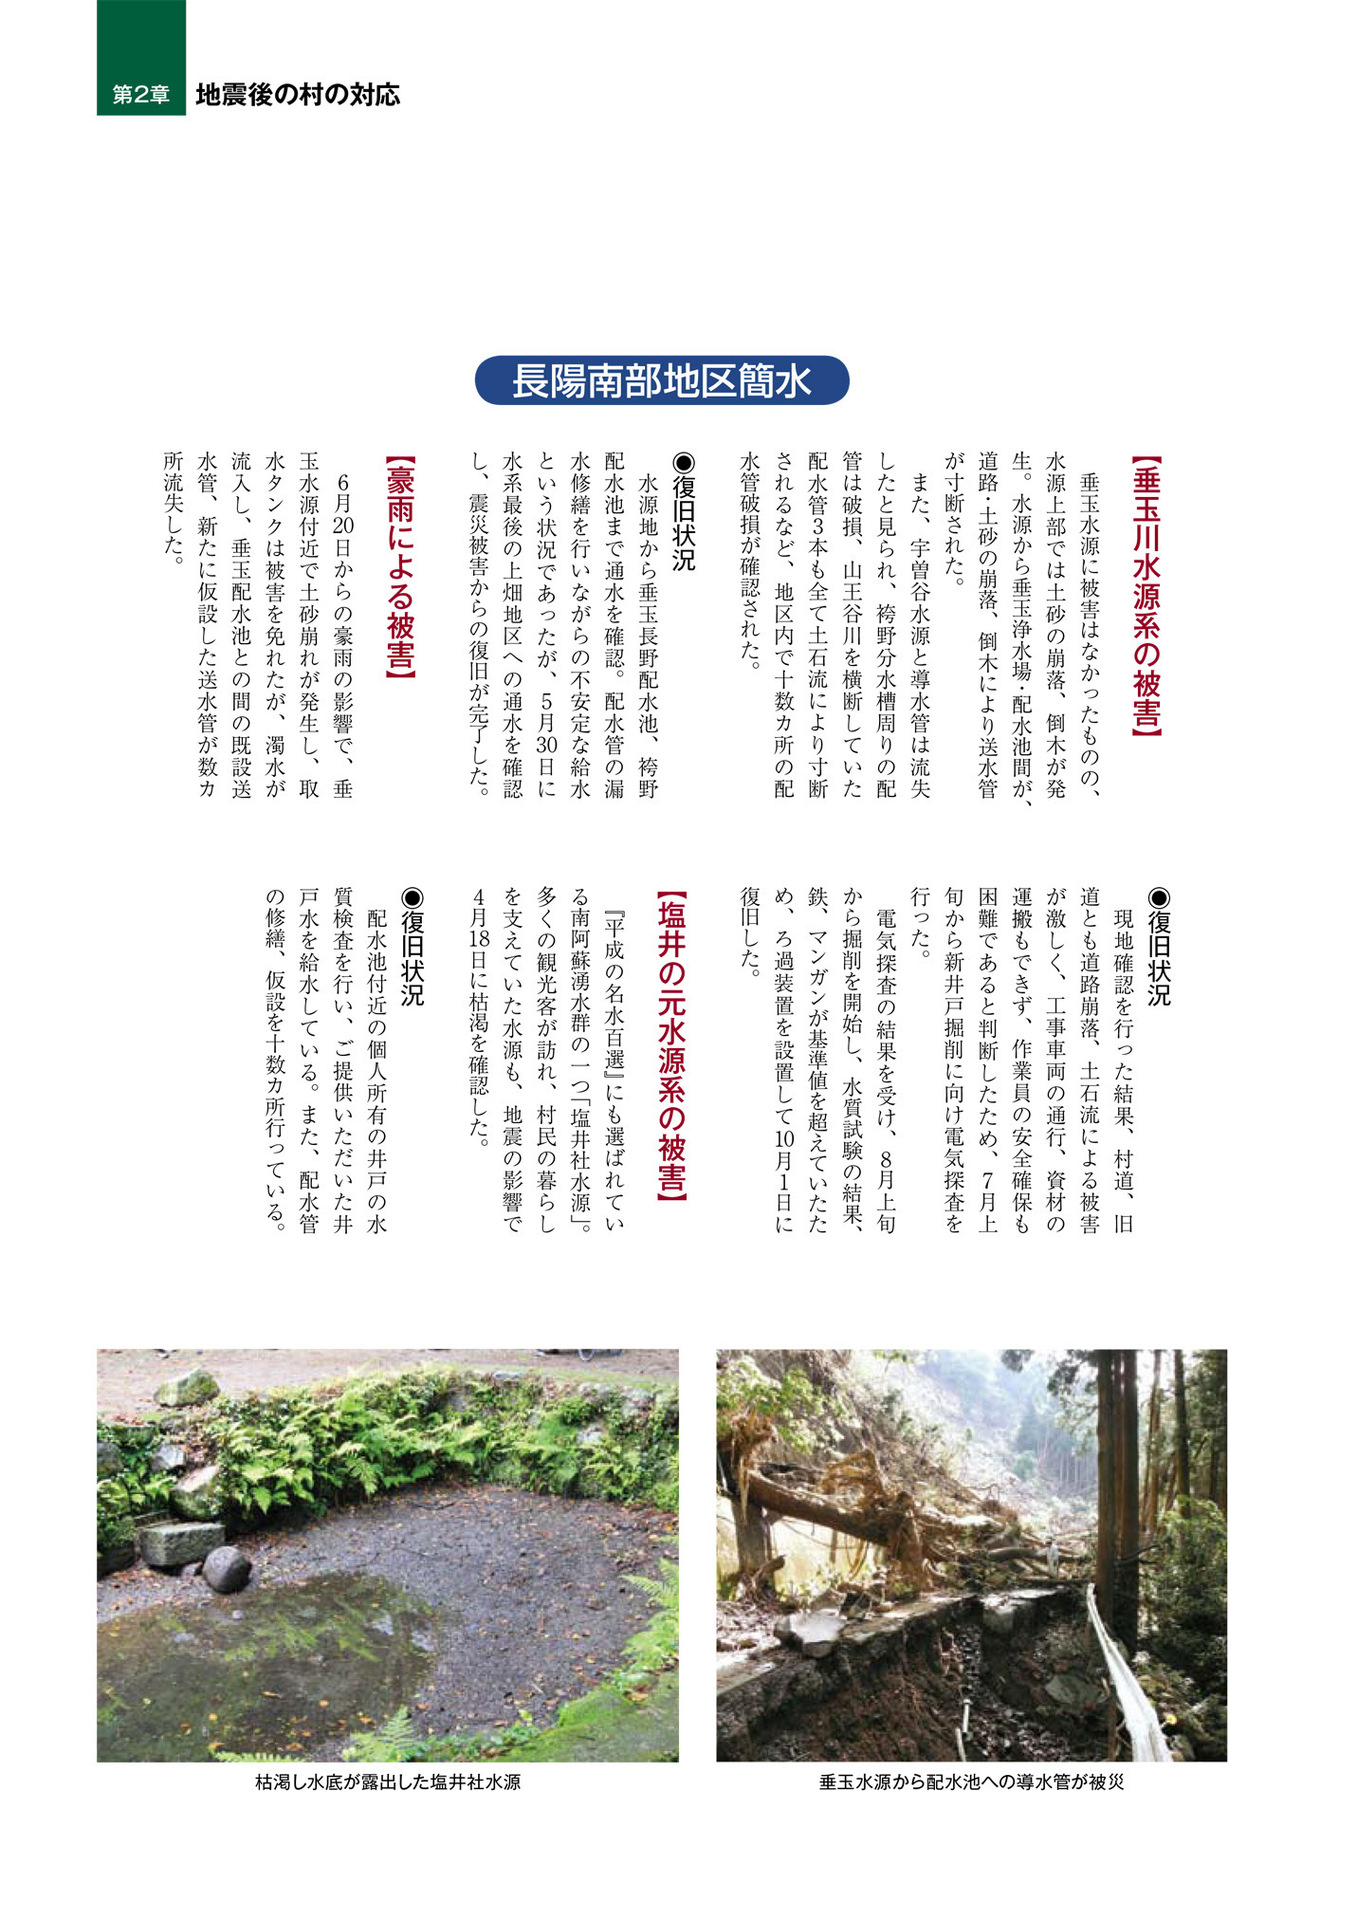 第2章 地震後の村の対応
長陽南部地区簡水
【垂玉川水源系の被害】
垂玉水源に被害はなかったものの、
水源上部では土砂の崩落、倒木が発
生。水源から垂玉浄水場・配水池間が、
道路・土砂の崩落、倒木により送水管
が寸断された。
また、宇曽谷水源と導水管は流失
したと見られ、袴野分水槽周りの配
管は破損、山王谷川を横断していた
配水管3本も全て土石流により寸断
されるなど、地区内で十数カ所の配
水管破損が確認された。
◉復旧状況
水源地から垂玉長野配水池、袴野
配水池まで通水を確認。配水管の漏
水修繕を行いながらの不安定な給水
という状況であったが、5月30日に
水系最後の上畑地区への通水を確認
し、震災被害からの復旧が完了した。
【豪雨による被害】
6月20日からの豪雨の影響で、垂
玉水源付近で土砂崩れが発生し、取
水タンクは被害を免れたが、濁水が
流入し、垂玉配水池との間の既設送
水管、新たに仮設した送水管が数カ
所流失した。
◉復旧状況
現地確認を行った結果、村道、旧
道とも道路崩落、土石流による被害
が激しく、工事車両の通行、資材の
運搬もできず、作業員の安全確保も
困難であると判断したため、7月上
旬から新井戸掘削に向け電気探査を
行った。
電気探査の結果を受け、8月上旬
から掘削を開始し、水質試験の結果、
鉄、マンガンが基準値を超えていたた
め、ろ過装置を設置して10月1日に
復旧した。
【塩井の元水源系の被害】
『平成の名水百選』にも選ばれてい
る南阿蘇湧水群の一つ「塩井社水源」。
多くの観光客が訪れ、村民の暮らし
を支えていた水源も、地震の影響で
4月18日に枯渇を確認した。
◉復旧状況
配水池付近の個人所有の井戸の水
質検査を行い、ご提供いただいた井
戸水を給水している。また、配水管
の修繕、仮設を十数カ所行っている。
枯渇し水底が露出した塩井社水源
垂玉水源から配水池への導水管が被災